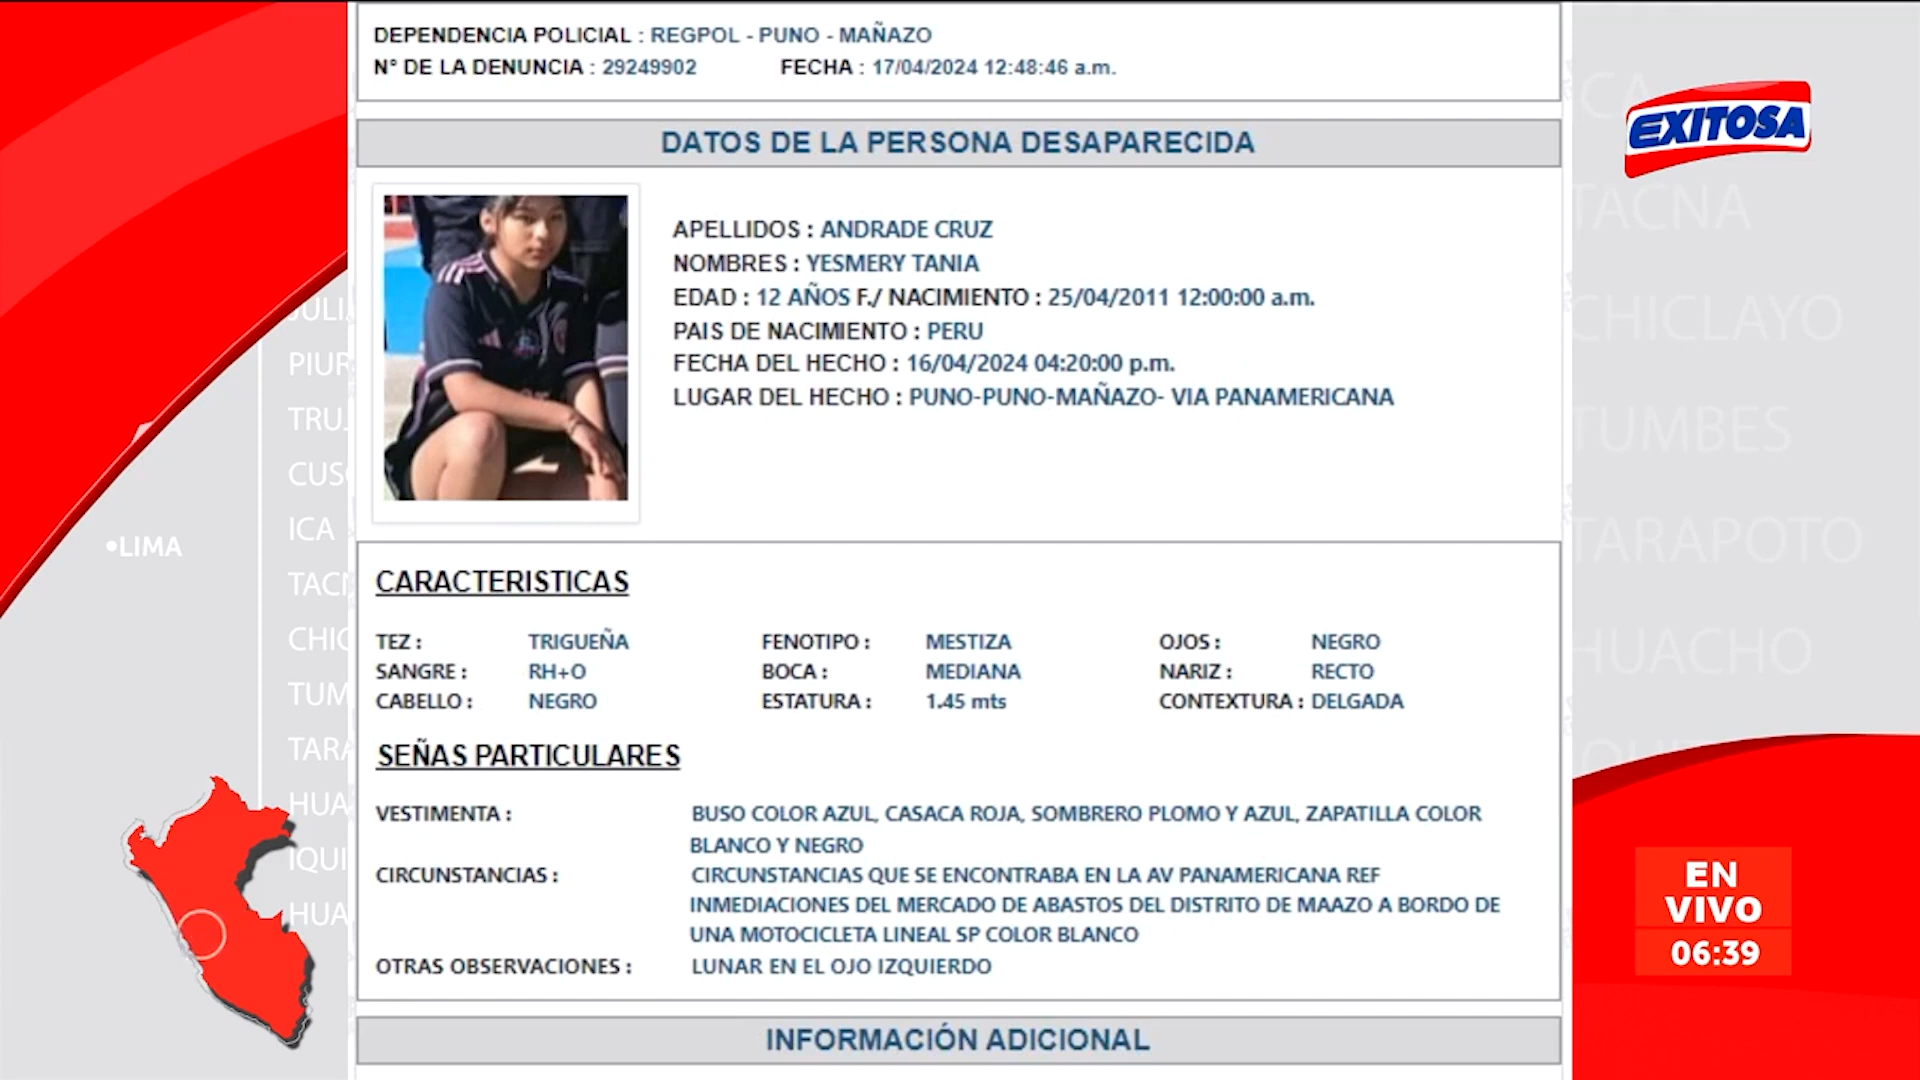 DEPENDENCIA POLICIAL : REGPOL - PUNO - MAÑAZO
N° DE LA DENUNCIA : 29249902 FECHA : 17/04/2024 12:48:46 a.m.
DATOS DE LA PERSONA DESAPARECIDA
EXITOSA
APELLIDOS : ANDRADE CRUZ
NOMBRES : YESMERY TANIA
EDAD : 12 AÑOS F./ NACIMIENTO : 25/04/2011 12:00:00 a.m.
PAIS DE NACIMIENTO : PERU
FECHA DEL HECHO : 16/04/2024 04:20:00 p.m.
LUGAR DEL HECHO : PUNO-PUNO-MAÑAZO- VIA PANAMERICANA
CARACTERISTICAS
TEZ : TRIGUEÑA FENOTIPO : MESTIZA OJOS : NEGRO
SANGRE : RH+O BOCA : MEDIANA NARIZ : RECTO
CABELLO : NEGRO ESTATURA : 1.45 mts CONTEXTURA : DELGADA
SEÑAS PARTICULARES
VESTIMENTA : BUSO COLOR AZUL, CASACA ROJA, SOMBRERO PLOMO Y AZUL, ZAPATILLA COLOR
BLANCO Y NEGRO
CIRCUNSTANCIAS : CIRCUNSTANCIAS QUE SE ENCONTRABA EN LA AV PANAMERICANA REF
INMEDIACIONES DEL MERCADO DE ABASTOS DEL DISTRITO DE MAAZO A BORDO DE
UNA MOTOCICLETA LINEAL SP COLOR BLANCO
OTRAS OBSERVACIONES : LUNAR EN EL OJO IZQUIERDO
INFORMACIÓN ADICIONAL
•LIMA
JULI
PIUR
TRUJ
CUSC
ICA
TACN
CHIC
TUM
TARA
HUA
IQUI
HUA
ICA
TACNA
CHICLAYO
TUMBES
TARAPOTO
HUACHO
EN
VIVO
06:39